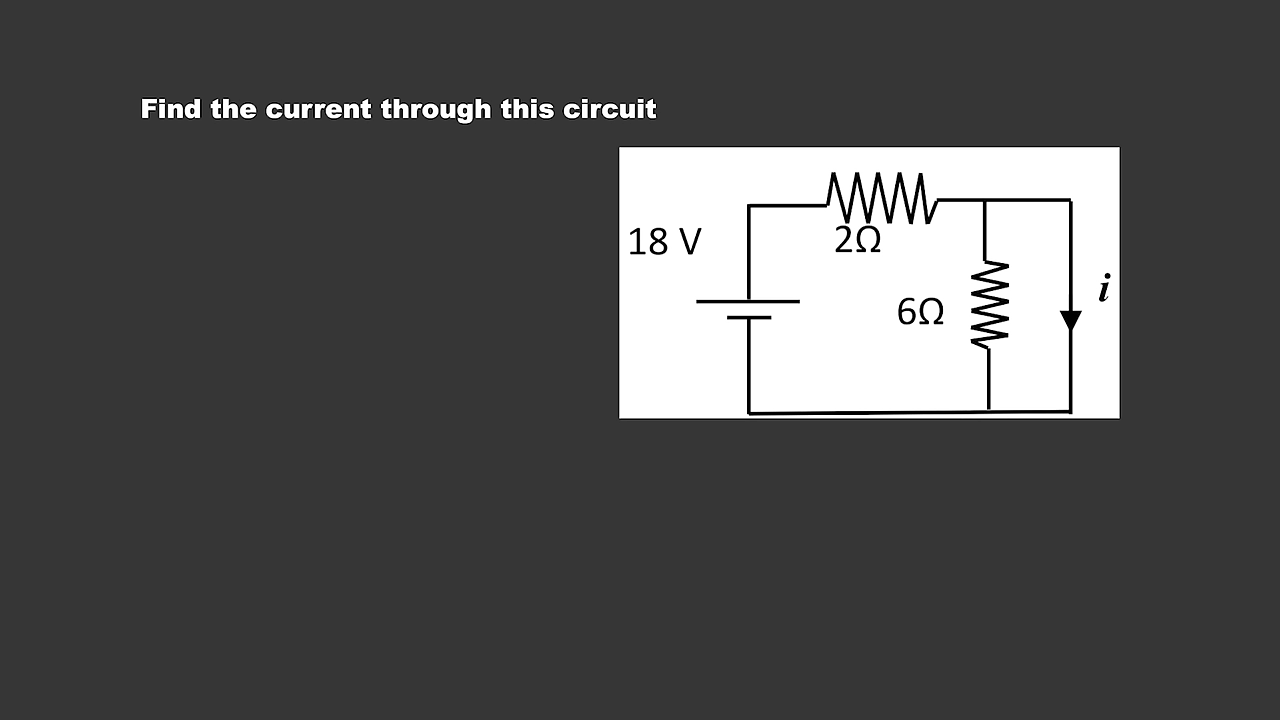 Find the current through this circuit
18 V
2Ω
6Ω
i